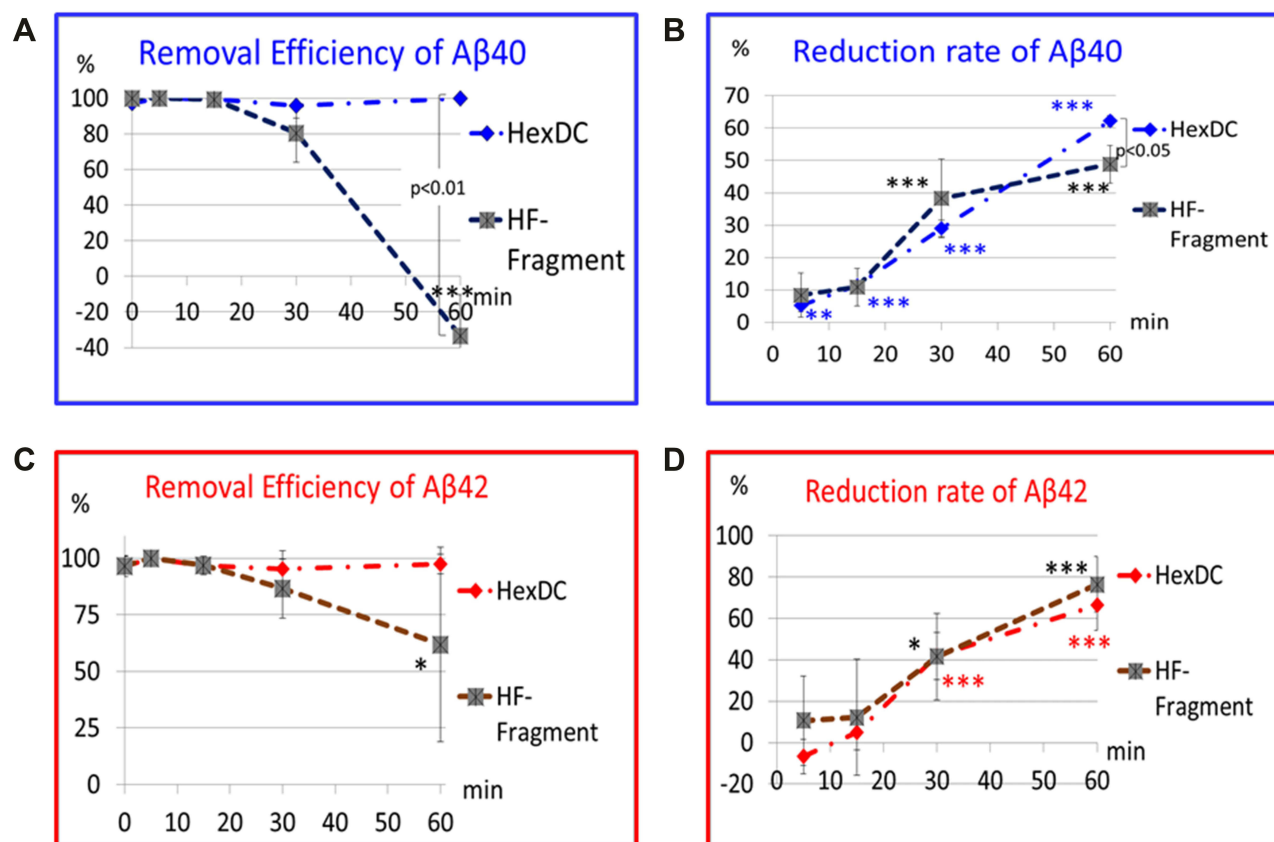 A
Removal Efficiency of Aβ40
%
100
80
60
40
20
0
-20
-40
0 10 20 30 40 50 60
min
***
p<0.01
HexDC
HF-
Fragment
B
Reduction rate of Aβ40
%
70
60
50
40
30
20
10
0
0 10 20 30 40 50 60
min
**
***
***
***
***
***
p<0.05
HexDC
HF-
Fragment
C
Removal Efficiency of Aβ42
%
100
75
50
25
0
0 10 20 30 40 50 60
min
*
HexDC
HF-
Fragment
D
Reduction rate of Aβ42
%
100
80
60
40
20
0
-20
0 10 20 30 40 50 60
min
*
***
***
***
HexDC
HF-
Fragment